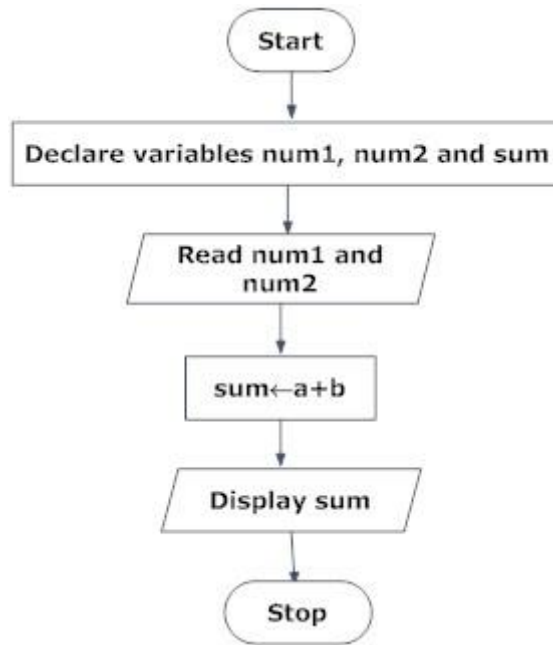 Start
Declare variables num1, num2 and sum
Read num1 and
num2
sum←a+b
Display sum
Stop